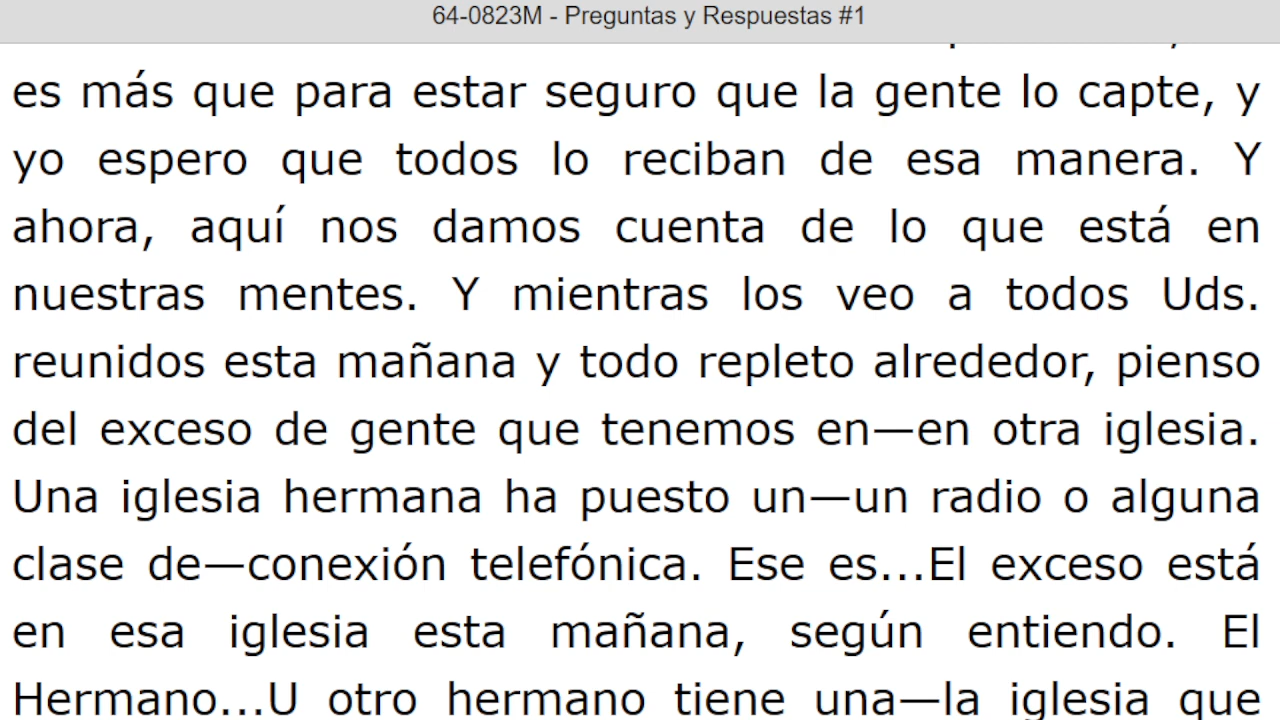 64-0823M - Preguntas y Respuestas #1
es más que para estar seguro que la gente lo capte, y
yo espero que todos lo reciban de esa manera. Y
ahora, aquí nos damos cuenta de lo que está en
nuestras mentes. Y mientras los veo a todos Uds.
reunidos esta mañana y todo repleto alrededor, pienso
del exceso de gente que tenemos en—en otra iglesia.
Una iglesia hermana ha puesto un—un radio o alguna
clase de—conexión telefónica. Ese es...El exceso está
en esa iglesia esta mañana, según entiendo. El
Hermano...U otro hermano tiene una—la iglesia que